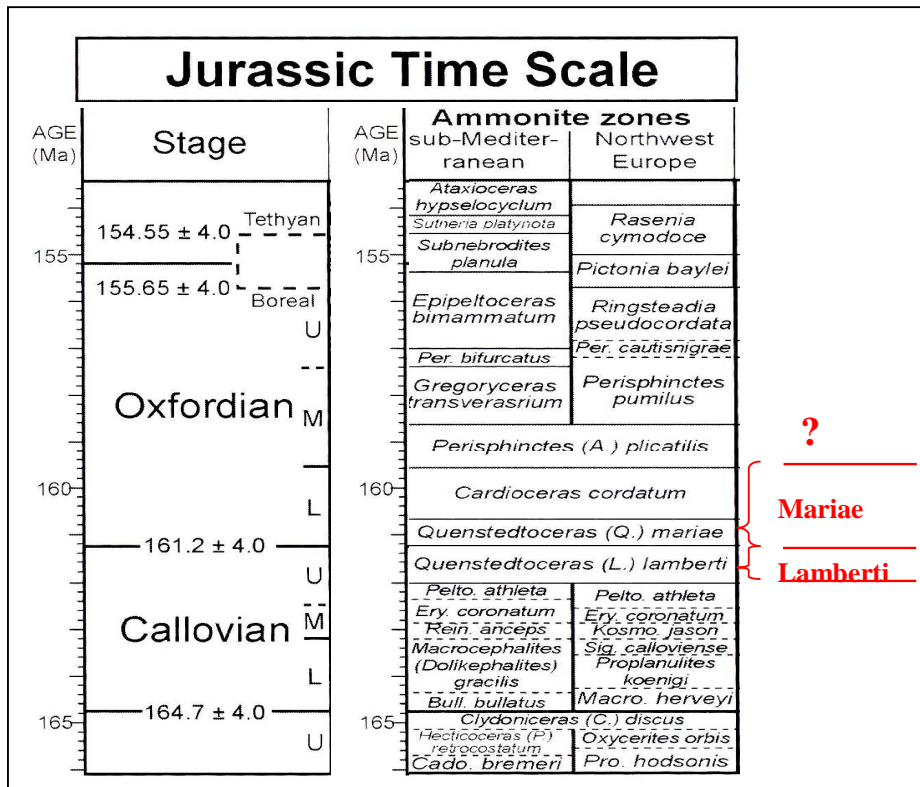 Jurassic Time Scale
AGE
(Ma)
Stage
AGE
(Ma)
Ammonite zones
sub-Mediter-
ranean
Northwest
Europe
154.55 ± 4.0
Tethyan
155
155.65 ± 4.0
Boreal
U
Oxfordian
M
160
L
161.2 ± 4.0
U
Callovian
M
L
164.7 ± 4.0
165
U
155
160
165
Ataxioceras
hypselocyclum
Sutneria platynota
Subnebrodites
planula
Epipeltoceras
bimammatum
Per. bifurcatus
Gregoryceras
transverasrium
Rasenia
cymodoce
Pictonia baylei
Ringsteadia
pseudocordata
Per. cautisnigrae
Perisphinctes
pumilus
Perisphinctes (A.) plicatilis
Cardioceras cordatum
Quenstedtoceras (Q.) mariae
Quenstedtoceras (L.) lamberti
Pelto. athleta
Ery. coronatum
Rein. anceps
Macrocephalites
(Dolikephalites)
gracilis
Bull. bullatus
Pelto. athleta
Ery. coronatum
Kosmo. jason
Sig. calloviense
Proplanulites
koenigi
Macro. herveyi
Clydoniceras (C.) discus
Hecticoceras (P.)
retrocostatum
Cado. bremeri
Oxycerites orbis
Pro. hodsonis
?
Mariae
Lamberti